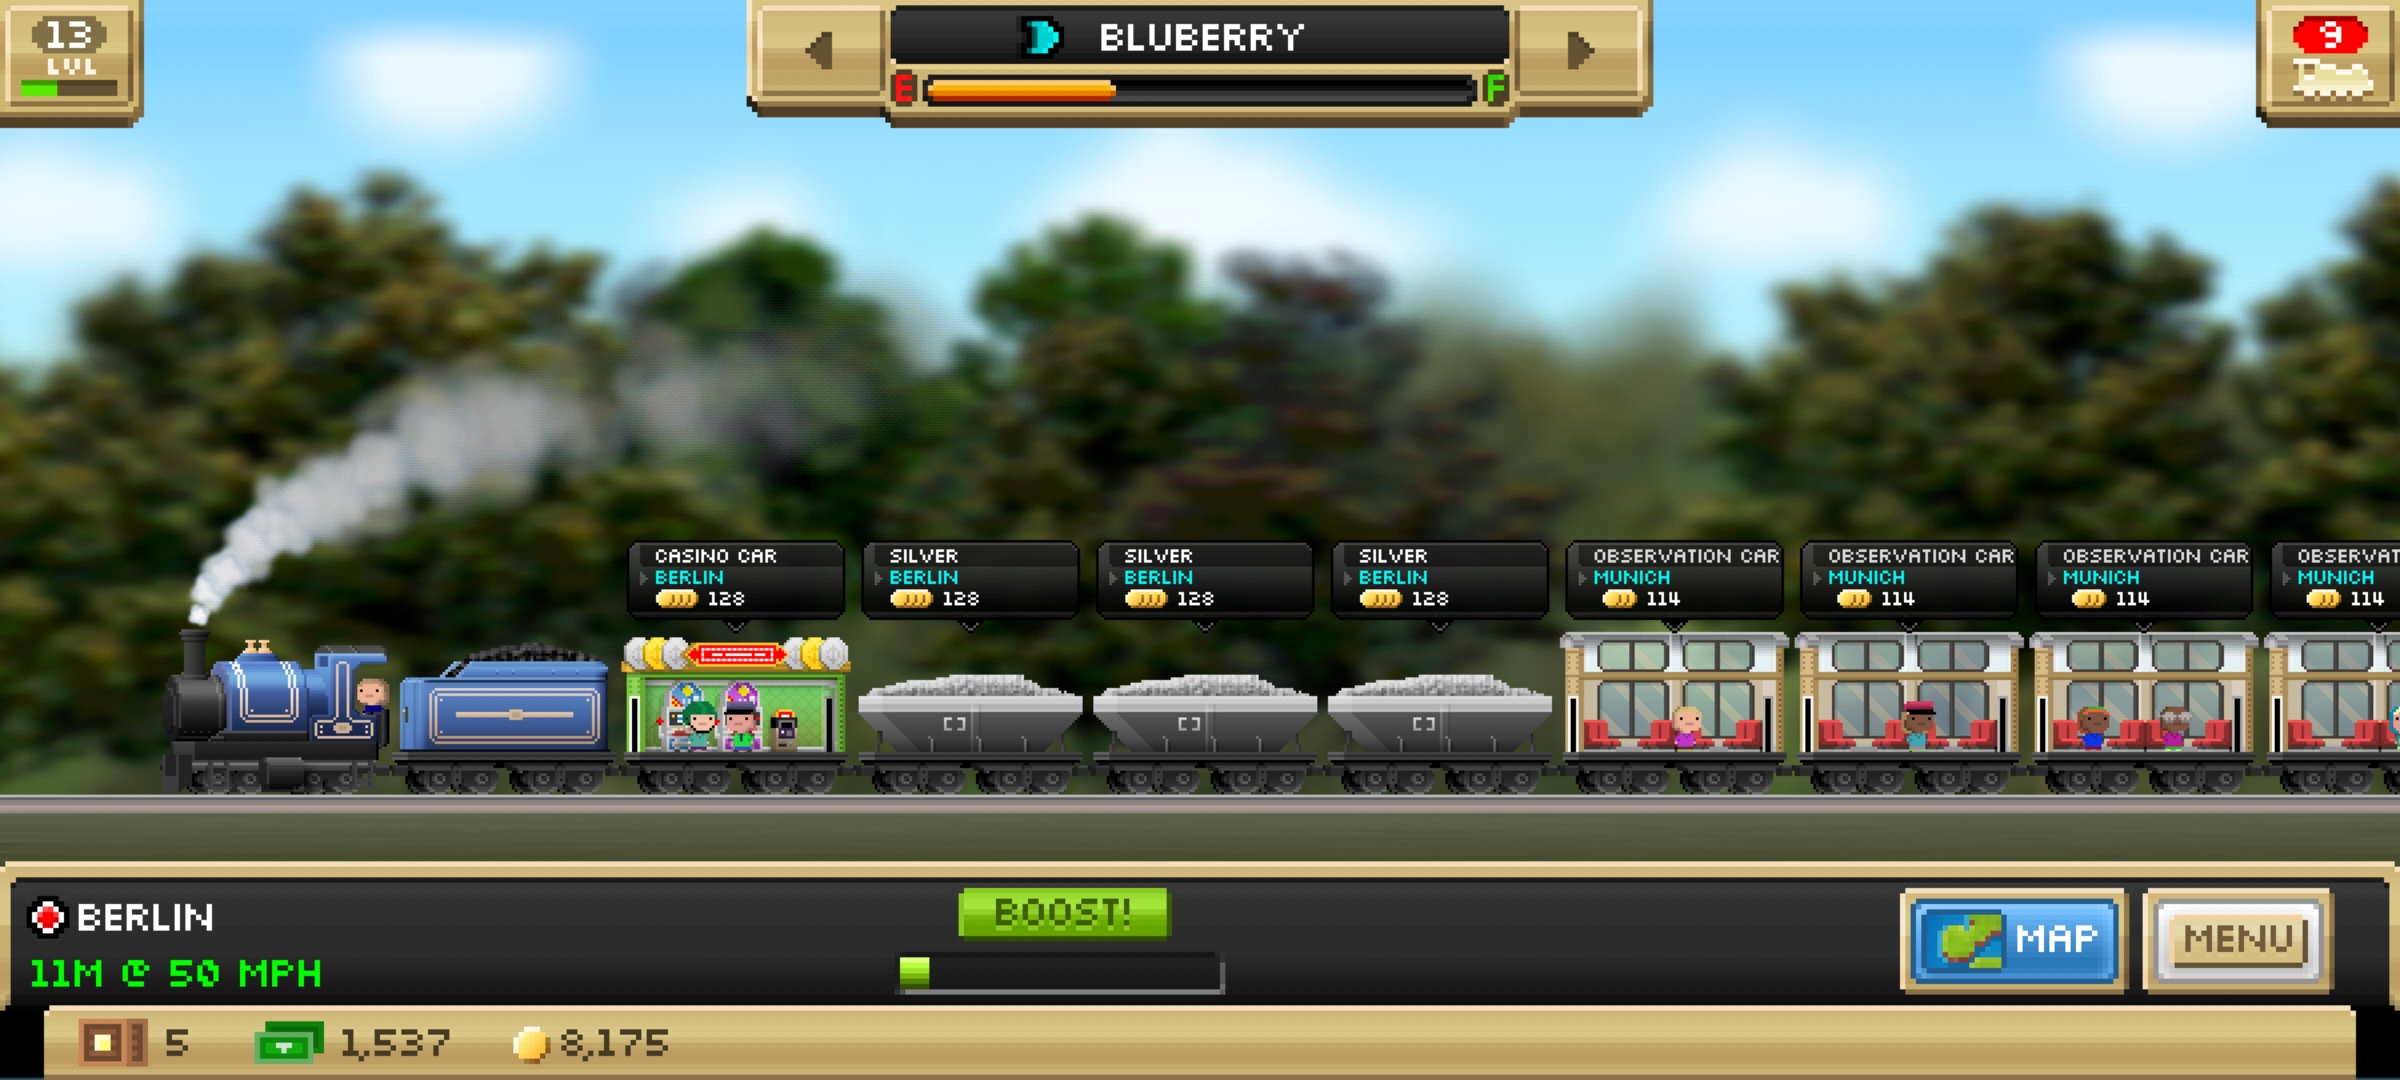 13
LVL
BLUBERRY
E
F
9
CASINO CAR
BERLIN
128
SILVER
BERLIN
128
SILVER
BERLIN
128
SILVER
BERLIN
128
OBSERVATION CAR
MUNICH
114
OBSERVATION CAR
MUNICH
114
OBSERVATION CAR
MUNICH
114
OBSERVAT
MUNICH
114
BERLIN
11M @ 50 MPH
BOOST!
MAP
MENU
5
1,537
8,175